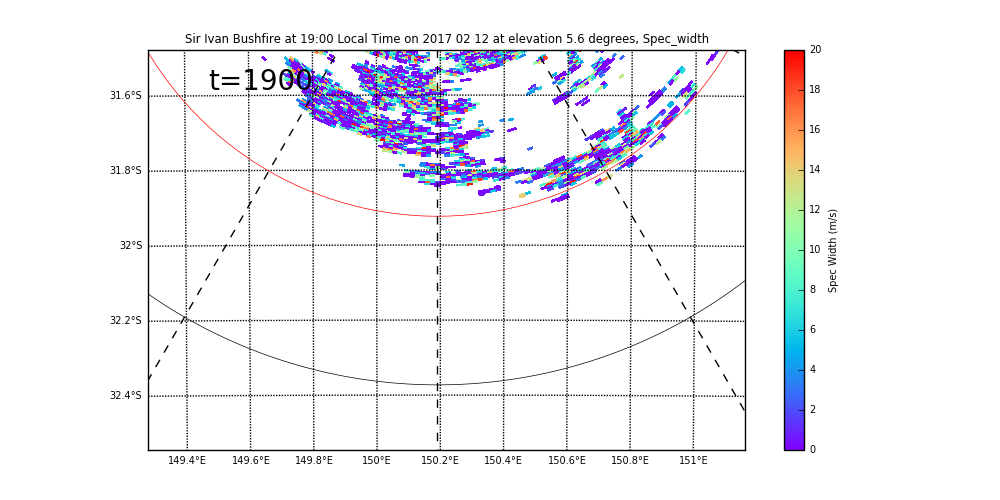 Sir Ivan Bushfire at 19:00 Local Time on 2017 02 12 at elevation 5.6 degrees, Spec_width
t=1900
31.6°S
31.8°S
32°S
32.2°S
32.4°S
149.4°E 149.6°E 149.8°E 150°E 150.2°E 150.4°E 150.6°E 150.8°E 151°E
20
18
16
14
12
10
8
6
4
2
0
Spec Width (m/s)